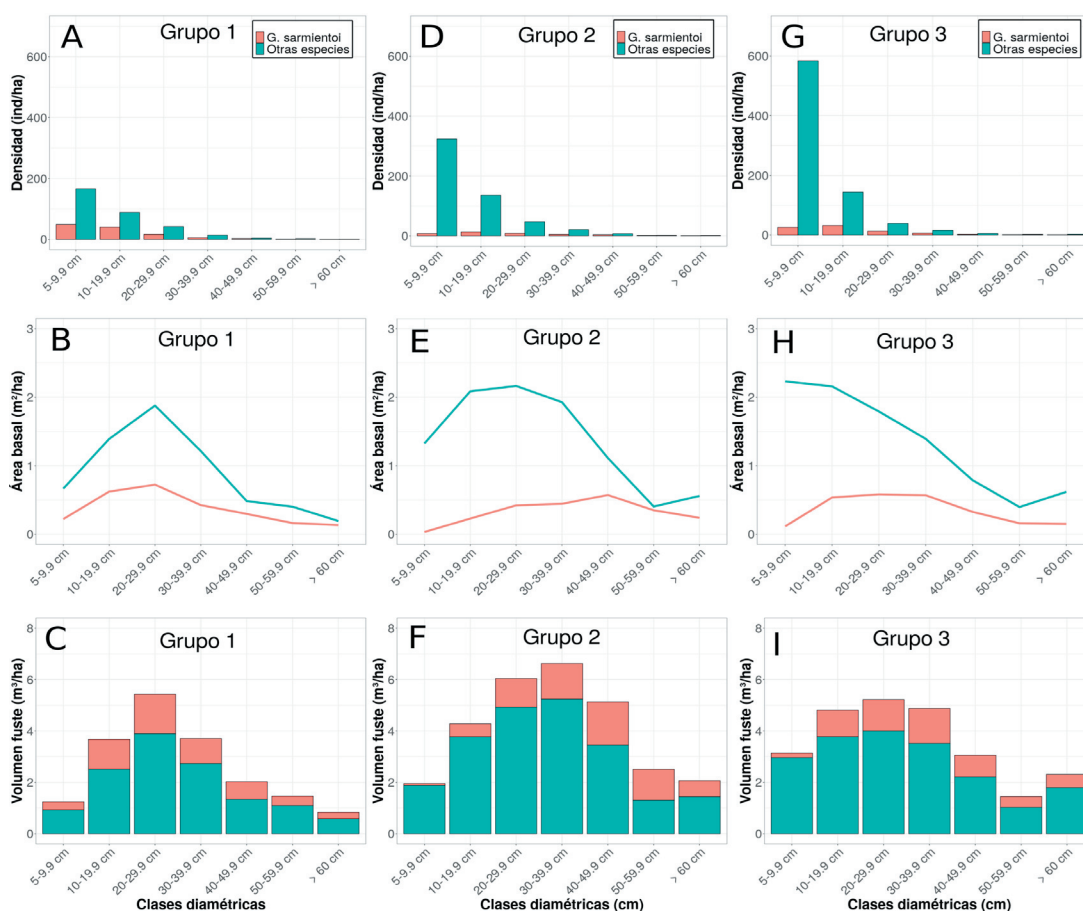 A
Grupo 1
G. sarmientoi
Otras especies
Densidad (ind/ha)
600
400
200
0
5-9.9 cm
10-19.9 cm
20-29.9 cm
30-39.9 cm
40-49.9 cm
50-59.9 cm
> 60 cm
D
Grupo 2
G. sarmientoi
Otras especies
Densidad (ind/ha)
600
400
200
0
5-9.9 cm
10-19.9 cm
20-29.9 cm
30-39.9 cm
40-49.9 cm
50-59.9 cm
> 60 cm
G
Grupo 3
G. sarmientoi
Otras especies
Densidad (ind/ha)
600
400
200
0
5-9.9 cm
10-19.9 cm
20-29.9 cm
30-39.9 cm
40-49.9 cm
50-59.9 cm
> 60 cm
B
Grupo 1
Área basal (m²/ha)
3
2
1
0
5-9.9 cm
10-19.9 cm
20-29.9 cm
30-39.9 cm
40-49.9 cm
50-59.9 cm
> 60 cm
E
Grupo 2
Área basal (m²/ha)
3
2
1
0
5-9.9 cm
10-19.9 cm
20-29.9 cm
30-39.9 cm
40-49.9 cm
50-59.9 cm
> 60 cm
H
Grupo 3
Área basal (m²/ha)
3
2
1
0
5-9.9 cm
10-19.9 cm
20-29.9 cm
30-39.9 cm
40-49.9 cm
50-59.9 cm
> 60 cm
C
Grupo 1
Volumen fuste (m³/ha)
8
6
4
2
0
5-9.9 cm
10-19.9 cm
20-29.9 cm
30-39.9 cm
40-49.9 cm
50-59.9 cm
> 60 cm
Clases diamétricas
F
Grupo 2
Volumen fuste (m³/ha)
8
6
4
2
0
5-9.9 cm
10-19.9 cm
20-29.9 cm
30-39.9 cm
40-49.9 cm
50-59.9 cm
> 60 cm
Clases diamétricas (cm)
I
Grupo 3
Volumen fuste (m³/ha)
8
6
4
2
0
5-9.9 cm
10-19.9 cm
20-29.9 cm
30-39.9 cm
40-49.9 cm
50-59.9 cm
> 60 cm
Clases diamétricas (cm)